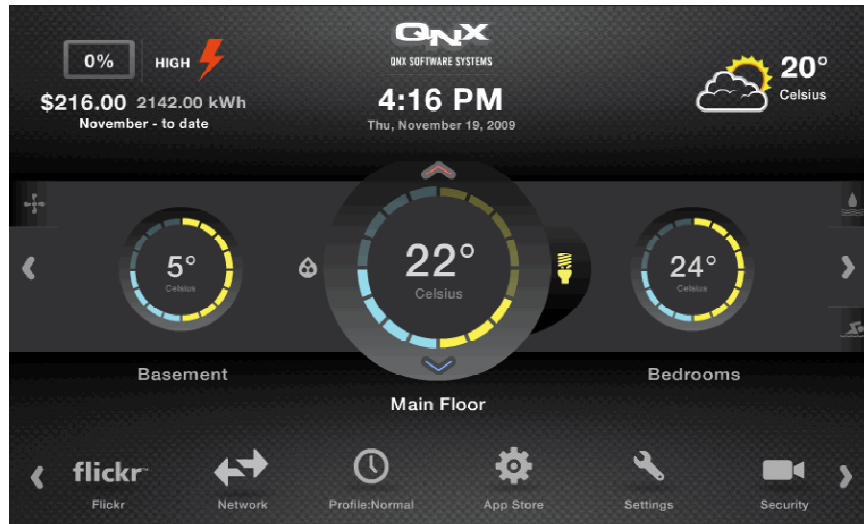 0%
HIGH
$216.00 2142.00 kWh
November - to date
QNX
QNX SOFTWARE SYSTEMS
4:16 PM
Thu, November 19, 2009
20°
Celsius
5°
Celsius
22°
Celsius
24°
Celsius
Basement
Main Floor
Bedrooms
flickr™
Flickr
Network
Profile:Normal
App Store
Settings
Security